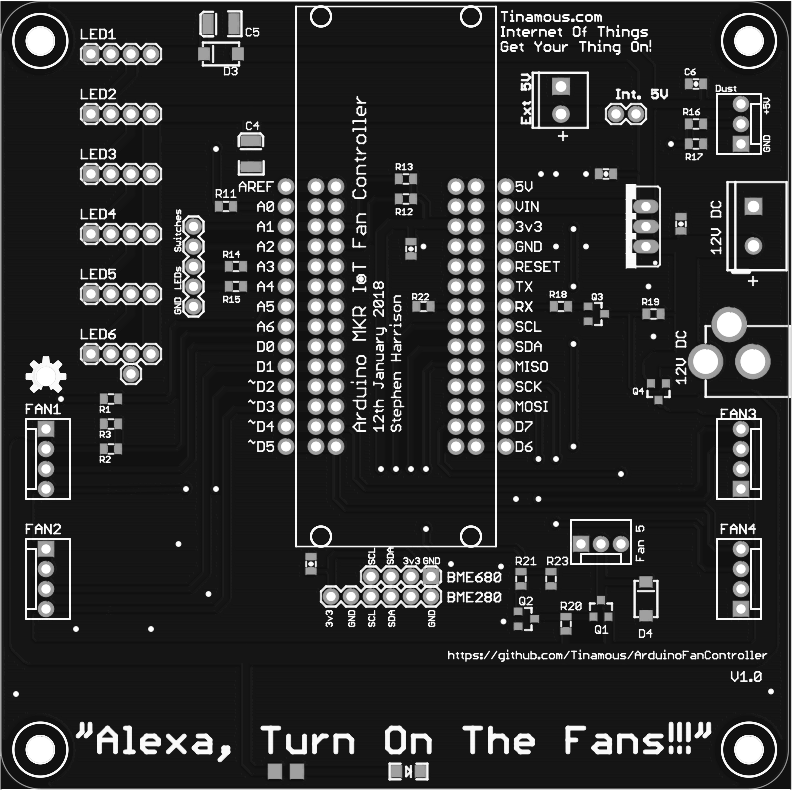 Tinamous.com
Internet Of Things
Get Your Thing On!
LED1
C5
D3
LED2
LED3
LED4
LED5
LED6
C4
R11
Switches
LEDs
GND
R14
R15
AREF
A0
A1
A2
A3
A4
A5
A6
D0
D1
~D2
~D3
~D4
~D5
Arduino MKR IoT Fan Controller
12th January 2018
Stephen Harrison
R13
R12
R22
5V
VIN
3v3
GND
RESET
TX
RX
SCL
SDA
MISO
SCK
MOSI
D7
D6
Ext 5V
+
Int. 5V
C6
R16
R17
Dust
+5V
GND
12V DC
+
R18
Q3
R19
12V DC
Q4
FAN1
R1
R3
R2
FAN2
FAN3
FAN4
Fan 5
SCL
SDA
3v3
GND
BME680
BME280
3v3
GND
SCL
SDA
GND
R21
R23
Q2
R20
Q1
D4
https://github.com/Tinamous/ArduinoFanController
V1.0
"Alexa, Turn On The Fans!!!"